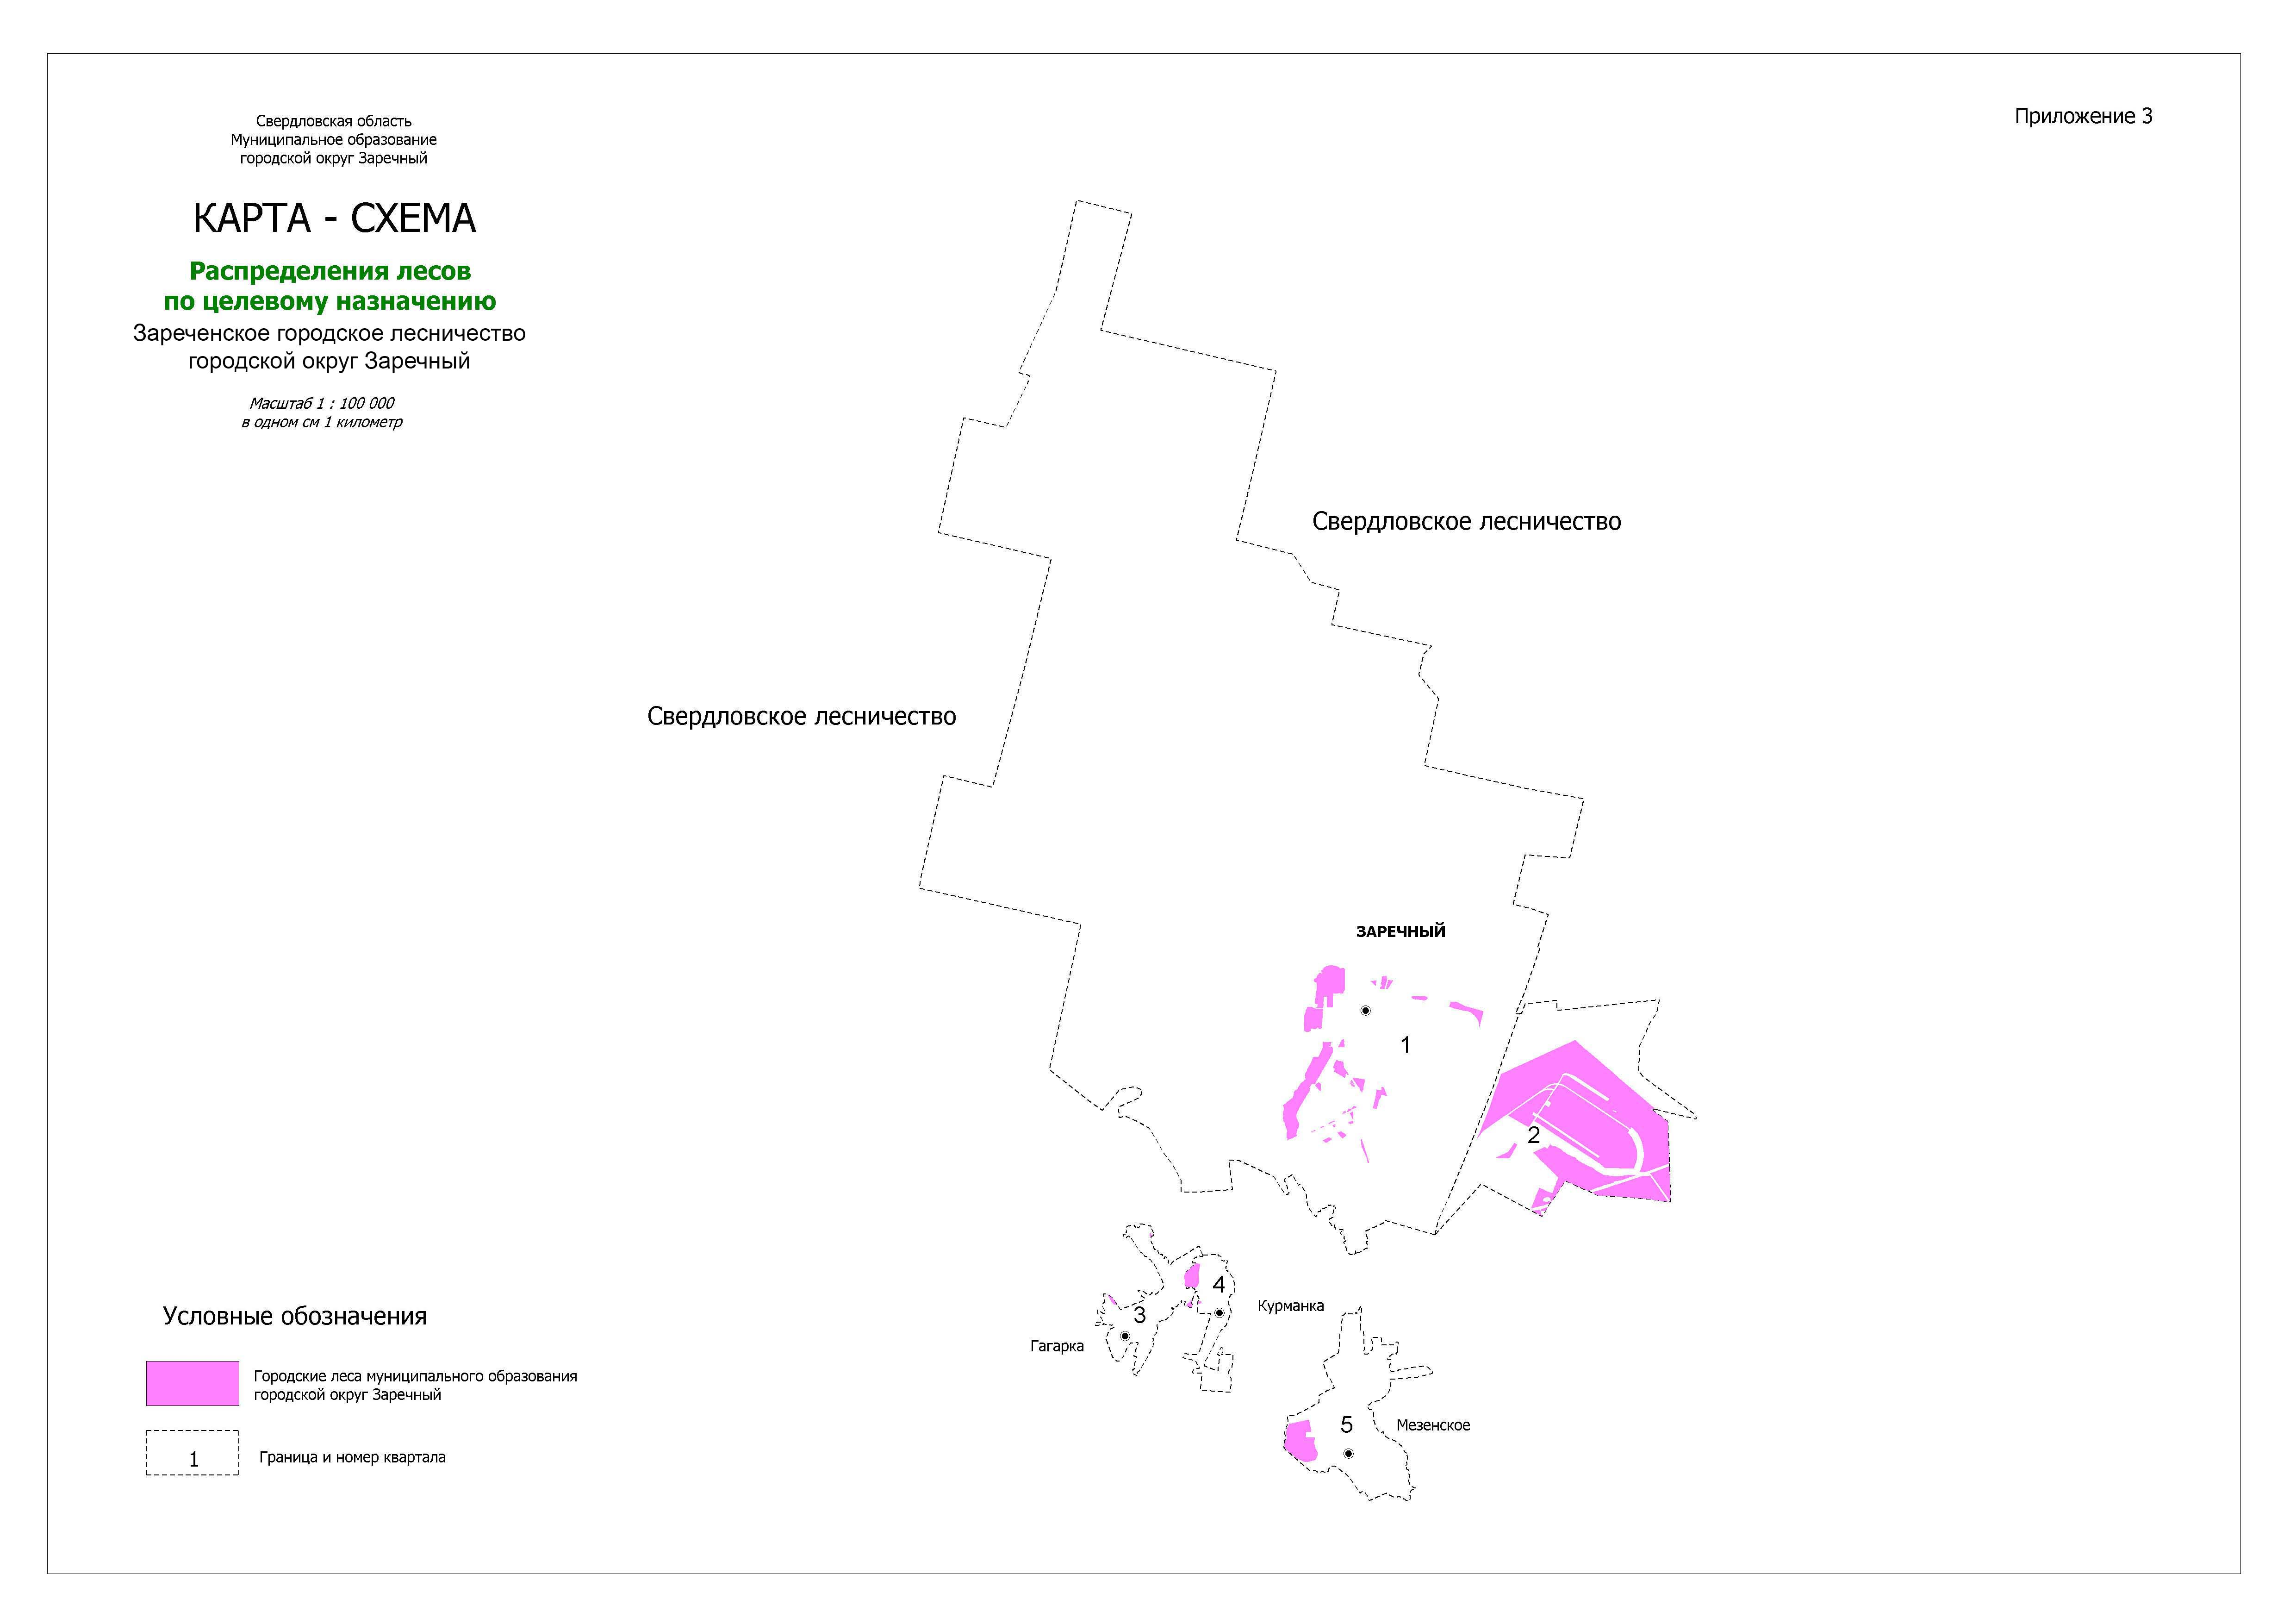 Свердловская область
Муниципальное образование
городской округ Заречный
Приложение 3
КАРТА - СХЕМА
Распределения лесов
по целевому назначению
Зареченское городское лесничество
городской округ Заречный
Масштаб 1 : 100 000
в одном см 1 километр
Свердловское лесничество
Свердловское лесничество
ЗАРЕЧНЫЙ
1
2
4
3
Курманка
Гагарка
5
Мезенское
Условные обозначения
Городские леса муниципального образования
городской округ Заречный
1
Граница и номер квартала